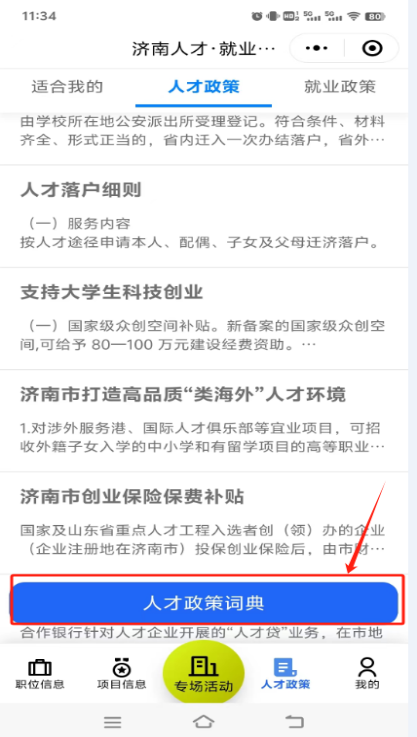 11:34
济南人才·就业…
适合我的 人才政策 就业政策
由学校所在地公安派出所受理登记。符合条件、材料
齐全、形式正当的，省内迁入一次办结落户，省外…
人才落户细则
（一）服务内容
按人才途径申请本人、配偶、子女及父母迁济落户。
支持大学生科技创业
（一）国家级众创空间补贴。新备案的国家级众创空
间,可给予 80—100 万元建设经费资助。…
济南市打造高品质“类海外”人才环境
1.对涉外服务港、国际人才俱乐部等宜业项目，可招
收外籍子女入学的中小学和有留学项目的高等职业…
济南市创业保险保费补贴
国家及山东省重点人才工程入选者创（领）办的企业
（企业注册地在济南市）投保创业保险后，由市财…
人才政策词典
合作银行针对人才企业开展的“人才贷”业务，在市地
职位信息 项目信息 专场活动 人才政策 我的